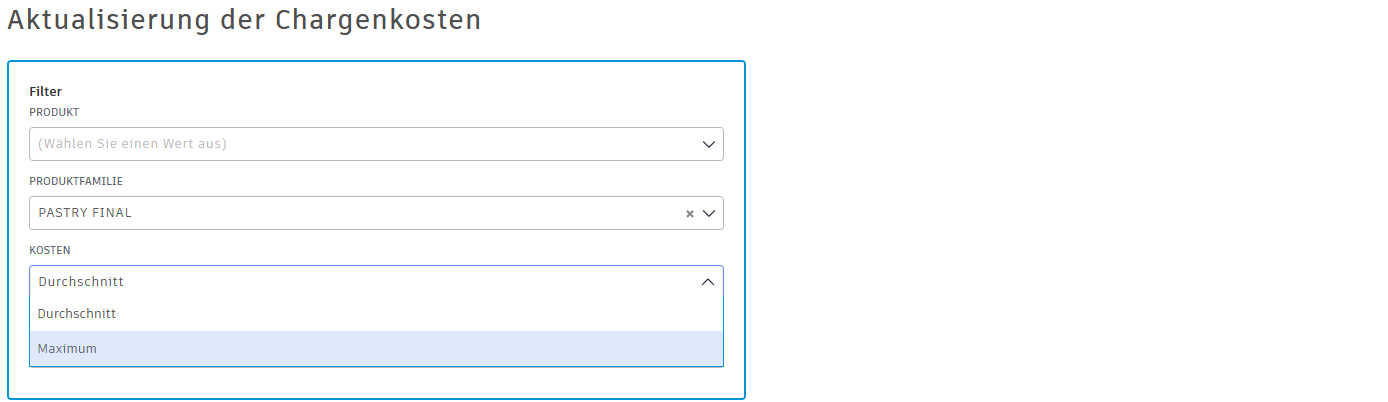 Aktualisierung der Chargenkosten
Filter
PRODUKT
(Wählen Sie einen Wert aus)
PRODUKTFAMILIE
PASTRY FINAL
KOSTEN
Durchschnitt
Durchschnitt
Maximum